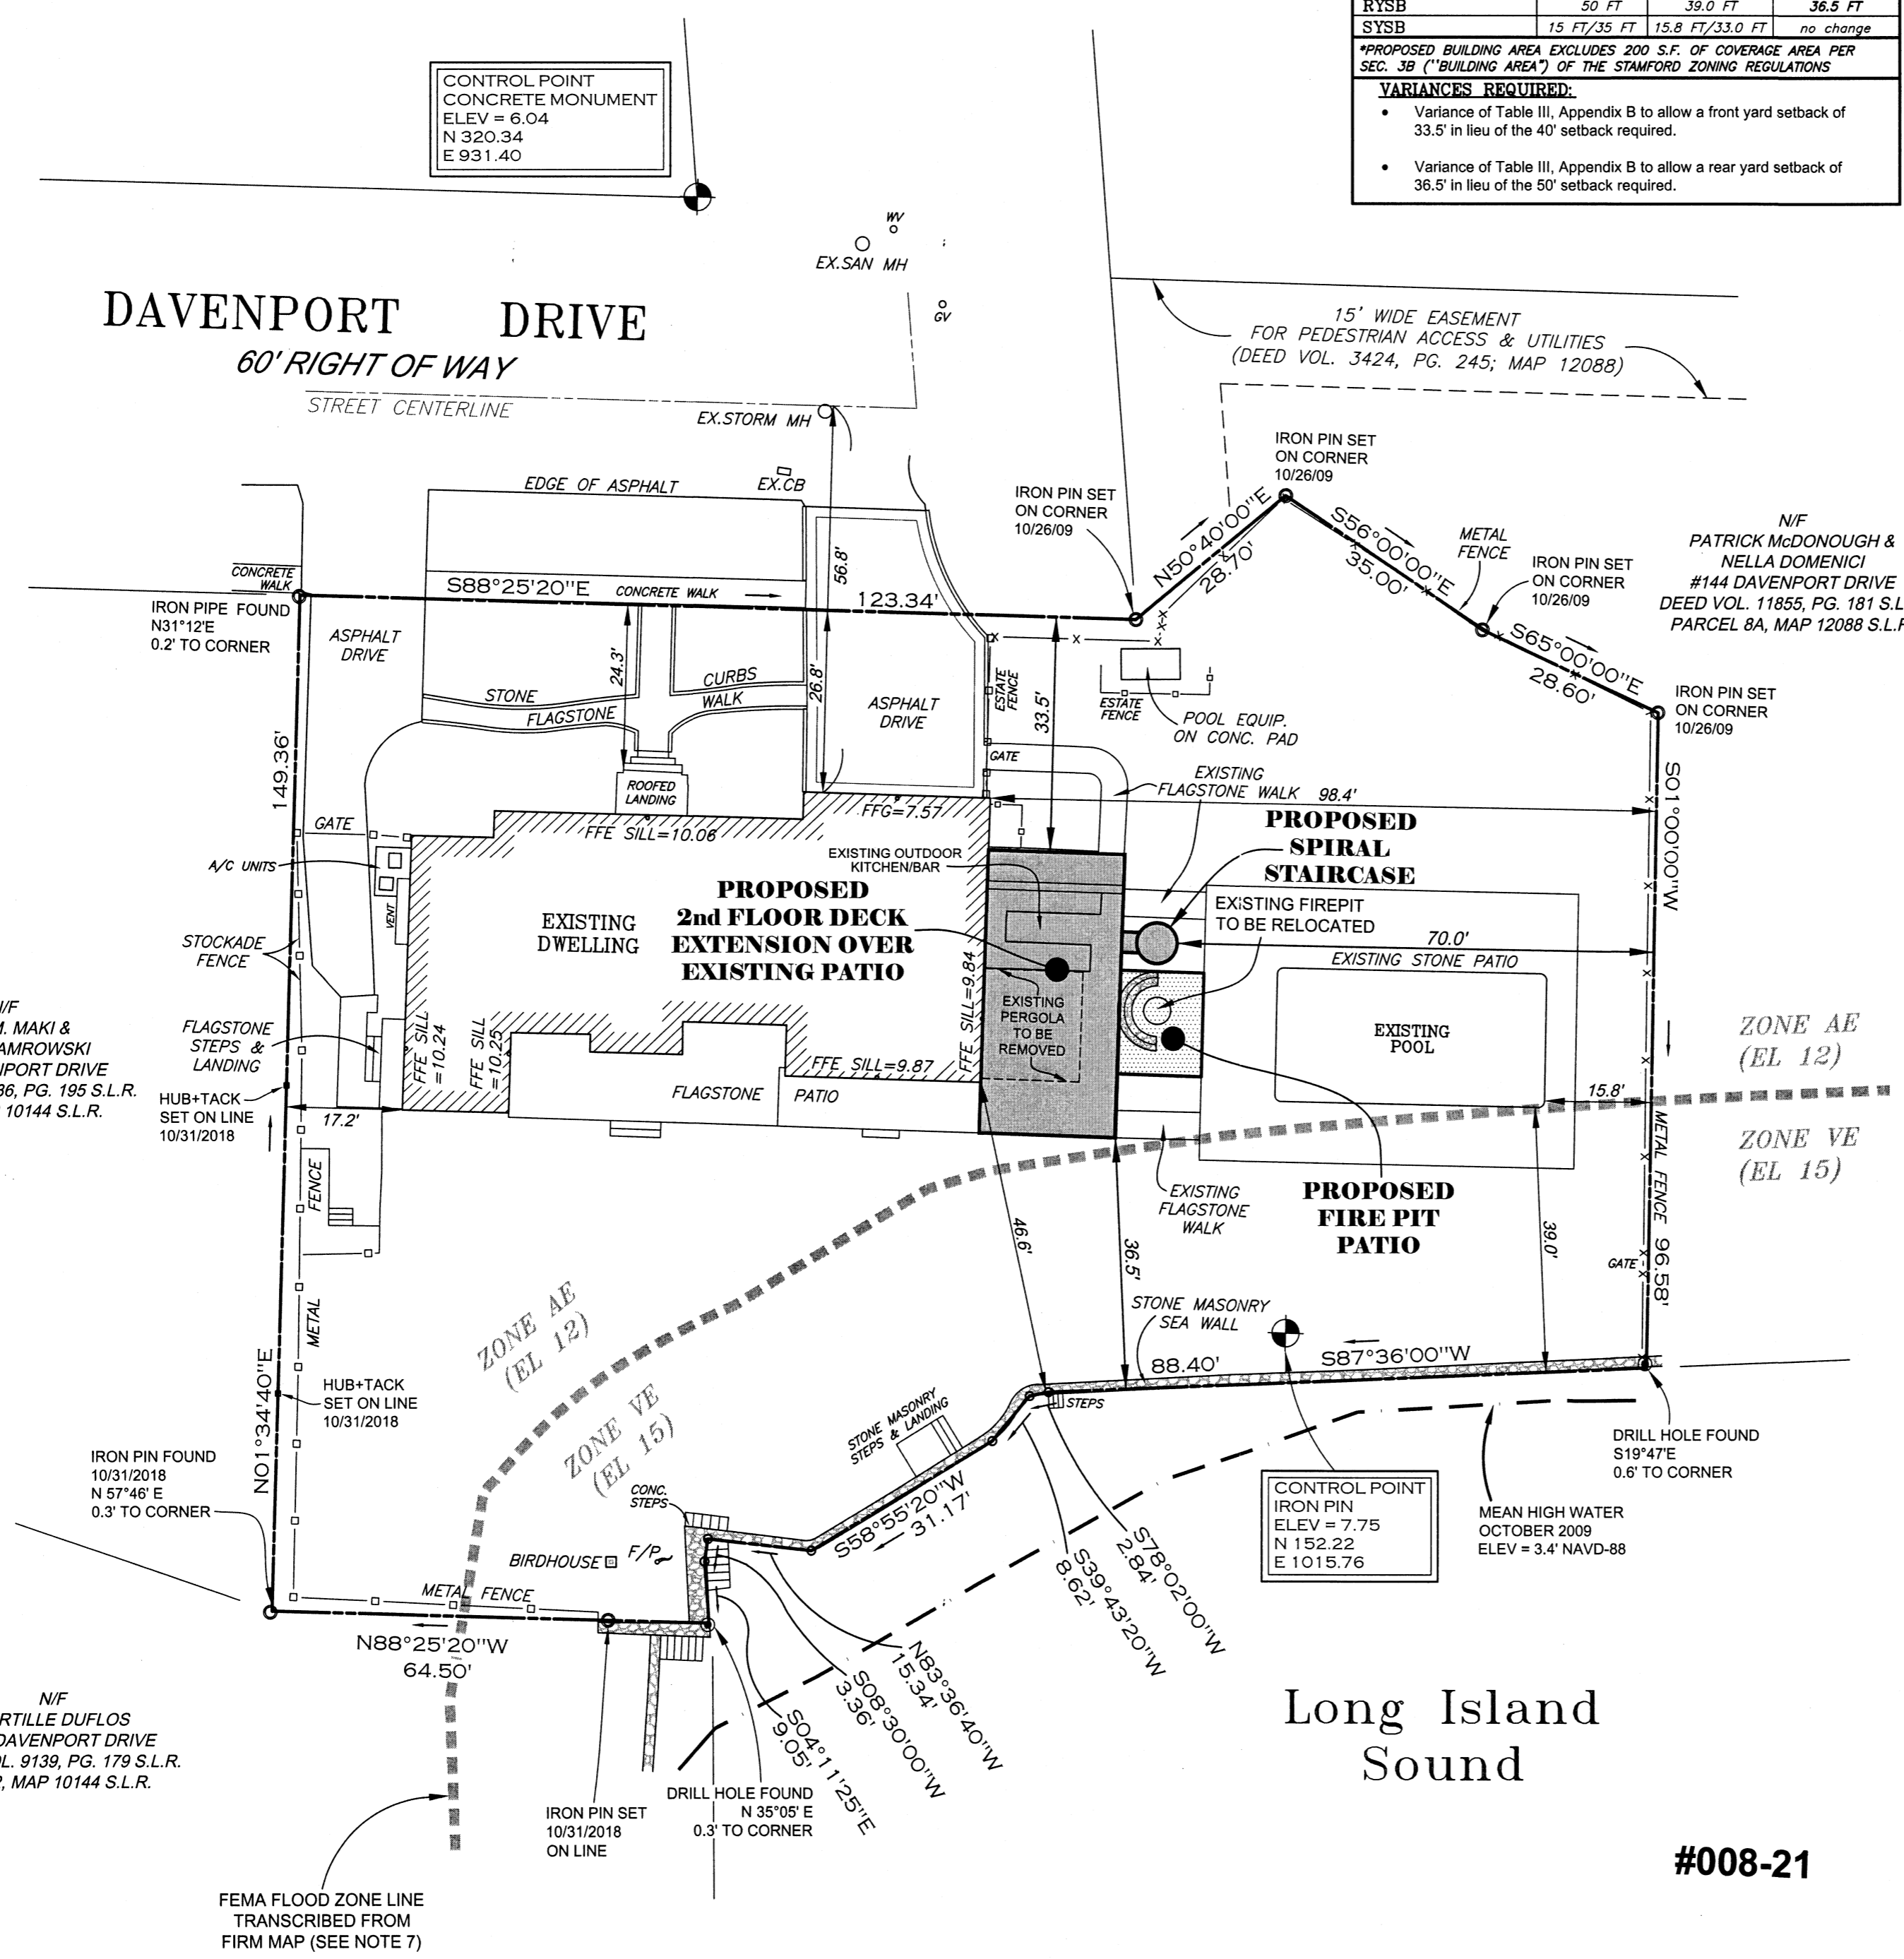 RYSB 50 FT 39.0 FT 36.5 FT
SYSB 15 FT/35 FT 15.8 FT/33.0 FT no change
*PROPOSED BUILDING AREA EXCLUDES 200 S.F. OF COVERAGE AREA PER
SEC. 3B (''BUILDING AREA") OF THE STAMFORD ZONING REGULATIONS
VARIANCES REQUIRED:
• Variance of Table III, Appendix B to allow a front yard setback of
33.5' in lieu of the 40' setback required.
• Variance of Table III, Appendix B to allow a rear yard setback of
36.5' in lieu of the 50' setback required.
CONTROL POINT
CONCRETE MONUMENT
ELEV = 6.04
N 320.34
E 931.40
WV
EX.SAN MH
GV
DAVENPORT DRIVE
60' RIGHT OF WAY
STREET CENTERLINE
EX.STORM MH
15' WIDE EASEMENT
FOR PEDESTRIAN ACCESS & UTILITIES
(DEED VOL. 3424, PG. 245; MAP 12088)
IRON PIN SET
ON CORNER
10/26/09
EDGE OF ASPHALT
EX.CB
56.8'
IRON PIN SET
ON CORNER
10/26/09
N50°40'00"E
28.70'
S56°00'00"E
35.00'
METAL
FENCE
IRON PIN SET
ON CORNER
10/26/09
N/F
PATRICK McDONOUGH &
NELLA DOMENICI
#144 DAVENPORT DRIVE
DEED VOL. 11855, PG. 181 S.L
PARCEL 8A, MAP 12088 S.L.R
CONCRETE
WALK
S88°25'20"E
CONCRETE WALK
123.34'
IRON PIPE FOUND
N31°12'E
0.2' TO CORNER
ASPHALT
DRIVE
S65°00'00"E
28.60'
IRON PIN SET
ON CORNER
10/26/09
24.3'
26.8'
33.5'
STONE
CURBS
FLAGSTONE
WALK
ASPHALT
DRIVE
ESTATE
FENCE
ESTATE
FENCE
POOL EQUIP.
ON CONC. PAD
GATE
149.36'
S01°00'00"W
ROOFED
LANDING
EXISTING
FLAGSTONE WALK
98.4'
GATE
FFE SILL=10.06
FFG=7.57
PROPOSED
SPIRAL
STAIRCASE
A/C UNITS
VENT
EXISTING OUTDOOR
KITCHEN/BAR
PROPOSED
2nd FLOOR DECK
EXTENSION OVER
EXISTING PATIO
EXISTING
DWELLING
EXISTING FIREPIT
TO BE RELOCATED
70.0'
EXISTING STONE PATIO
STOCKADE
FENCE
FFE SILL=9.84
EXISTING
PERGOLA
TO BE
REMOVED
EXISTING
POOL
ZONE AE
(EL 12)
/F
M. MAKI &
AMROWSKI
NPORT DRIVE
36, PG. 195 S.L.R.
10144 S.L.R.
FLAGSTONE
STEPS &
LANDING
FFE SILL
=10.24
FFE SILL
=10.25
FFE SILL=9.87
FLAGSTONE PATIO
HUB+TACK
SET ON LINE
10/31/2018
17.2'
15.8'
ZONE VE
(EL 15)
METAL FENCE 96.58'
FENCE
EXISTING
FLAGSTONE
WALK
PROPOSED
FIRE PIT
PATIO
46.6'
36.5'
39.0'
GATE
METAL
ZONE AE
(EL 12)
STONE MASONRY
SEA WALL
ZONE VE
(EL 15)
N01°34'40"E
HUB+TACK
SET ON LINE
10/31/2018
88.40'
S87°36'00"W
STONE MASONRY
STEPS & LANDING
STEPS
DRILL HOLE FOUND
S19°47'E
0.6' TO CORNER
IRON PIN FOUND
10/31/2018
N 57°46' E
0.3' TO CORNER
CONTROL POINT
IRON PIN
ELEV = 7.75
N 152.22
E 1015.76
MEAN HIGH WATER
OCTOBER 2009
ELEV = 3.4' NAVD-88
CONC.
STEPS
S58°55'20"W
31.17'
S78°02'00"W
2.84'
S39°43'20"W
8.62'
BIRDHOUSE
F/P
METAL FENCE
N88°25'20"W
64.50'
N83°36'40"W
15.34'
S08°30'00"W
3.36'
S04°11'25"E
9.05'
N/F
RTILLE DUFLOS
DAVENPORT DRIVE
L. 9139, PG. 179 S.L.R.
, MAP 10144 S.L.R.
Long Island
Sound
DRILL HOLE FOUND
N 35°05' E
0.3' TO CORNER
IRON PIN SET
10/31/2018
ON LINE
#008-21
FEMA FLOOD ZONE LINE
TRANSCRIBED FROM
FIRM MAP (SEE NOTE 7)